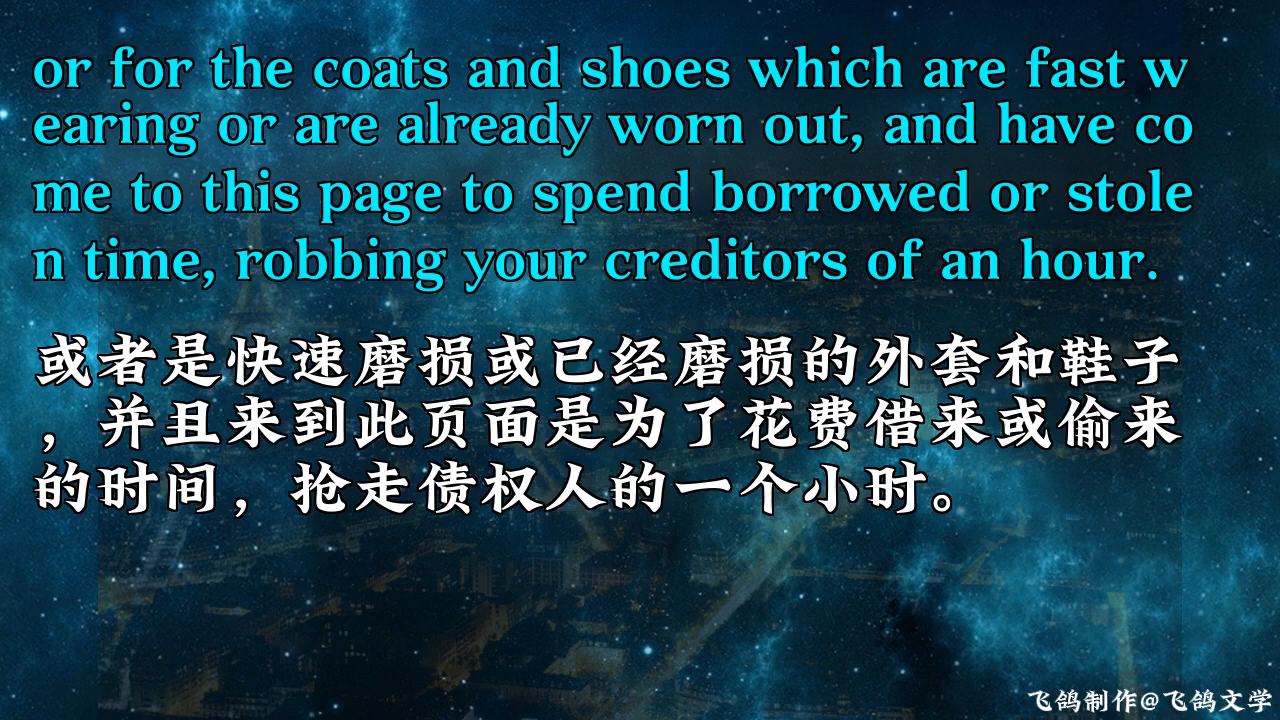 or for the coats and shoes which are fast w
earing or are already worn out, and have co
me to this page to spend borrowed or stole
n time, robbing your creditors of an hour.
或者是快速磨损或已经磨损的外套和鞋子
，并且来到此页面是为了花费借来或偷来
的时间，抢走债权人的一个小时。
飞鸽制作@飞鸽文学